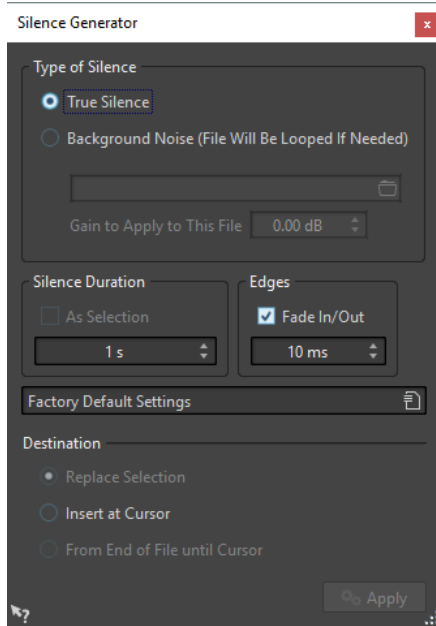 Silence Generator
x
Type of Silence
True Silence
Background Noise (File Will Be Looped If Needed)
Gain to Apply to This File 0.00 dB
Silence Duration
As Selection
1 s
Edges
Fade In/Out
10 ms
Factory Default Settings
Destination
Replace Selection
Insert at Cursor
From End of File until Cursor
Apply
?